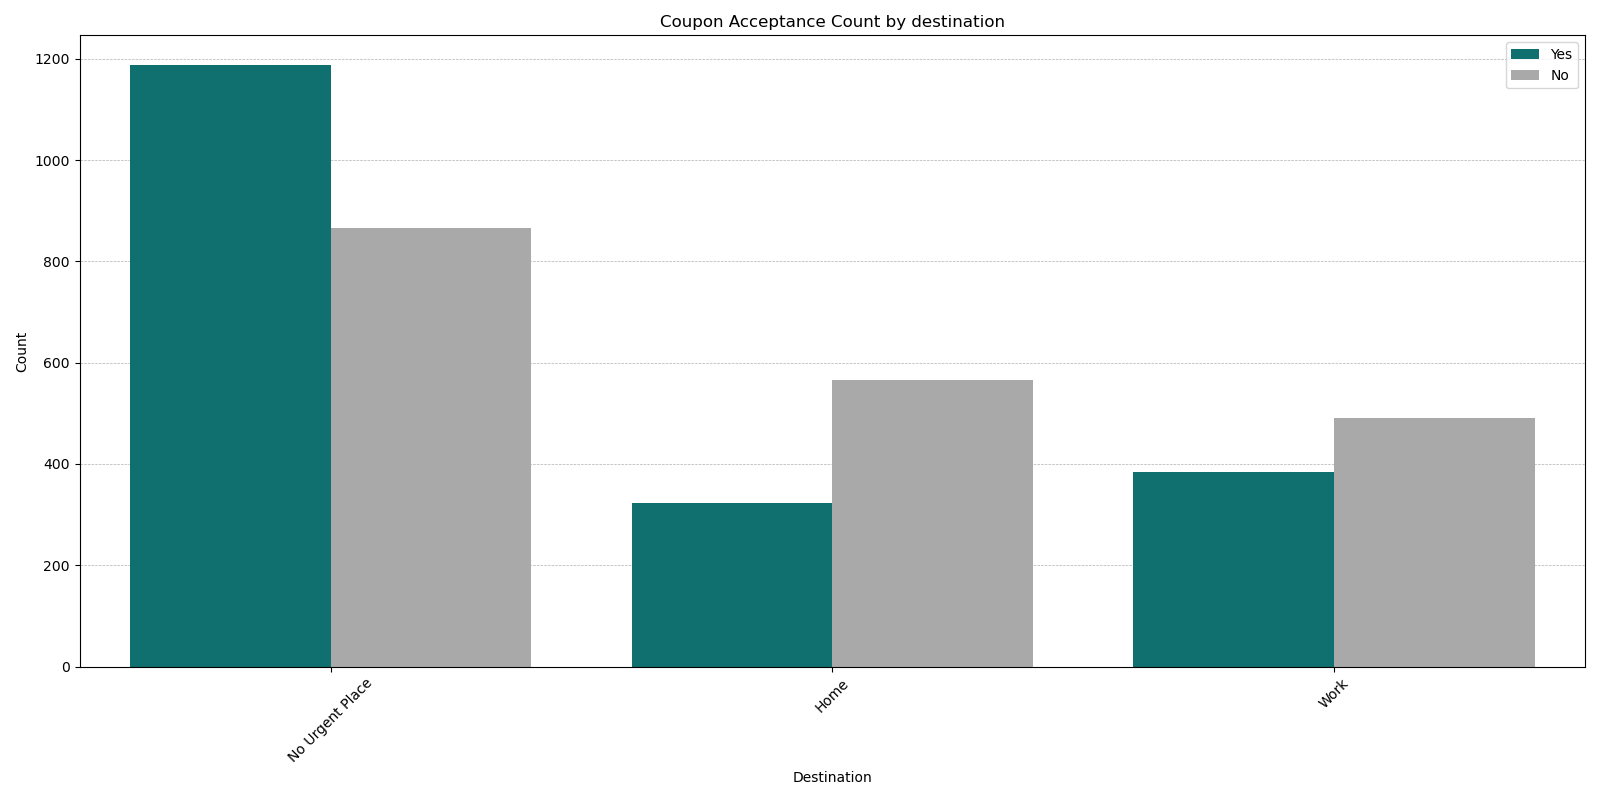 Coupon Acceptance Count by destination
Yes
No
1200
1000
800
600
400
200
0
Count
No Urgent Place
Home
Work
Destination